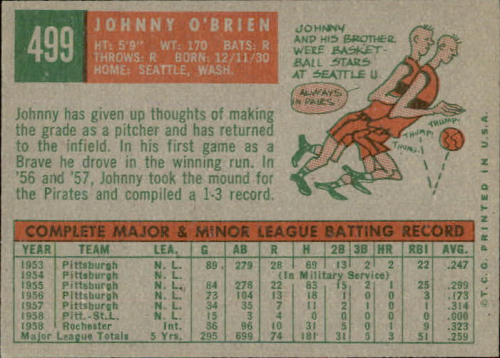 499
JOHNNY O'BRIEN
HT: 5'9" WT: 170 BATS: R
THROWS: R BORN: 12/11/30
HOME: SEATTLE, WASH.
JOHNNY
AND HIS BROTHER
WERE BASKET-
BALL STARS
AT SEATTLE U.
ALWAYS
IN PAIRS!
THUMP!
THUMP!
THUMP!
Johnny has given up thoughts of making
the grade as a pitcher and has returned
to the infield. In his first game as a
Brave he drove in the winning run. In
'56 and '57, Johnny took the mound for
the Pirates and compiled a 1-3 record.
© T.C.G. PRINTED IN U.S.A.
COMPLETE MAJOR & MINOR LEAGUE BATTING RECORD
YEAR TEAM LEA. G AB R H 2B 3B HR RBI AVG.
1953 Pittsburgh N. L. 89 279 28 69 13 2 2 22 .247
1954 Pittsburgh N. L. (In Military Service)
1955 Pittsburgh N. L. 84 278 22 83 15 2 1 25 .299
1956 Pittsburgh N. L. 73 104 13 18 1 0 0 3 .173
1957 Pittsburgh N. L. 34 35 7 11 2 1 0 1 .314
1958 Pitt.-St.L. N. L. 15 3 4 0 0 0 0 0 .000
1958 Rochester Int. 36 96 10 31 5 0 2 9 .323
Major League Totals 5 Years 295 699 74 181 31 5 3 51 .259